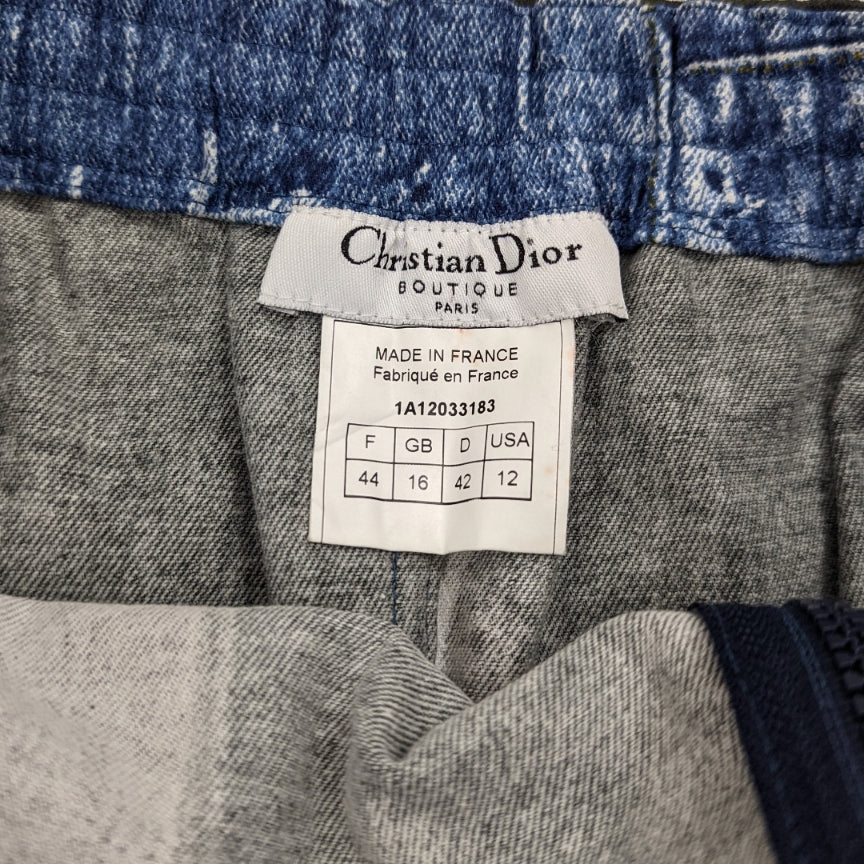 Christian Dior
BOUTIQUE
PARIS
MADE IN FRANCE
Fabriqué en France
1A12033183
F GB D USA
44 16 42 12